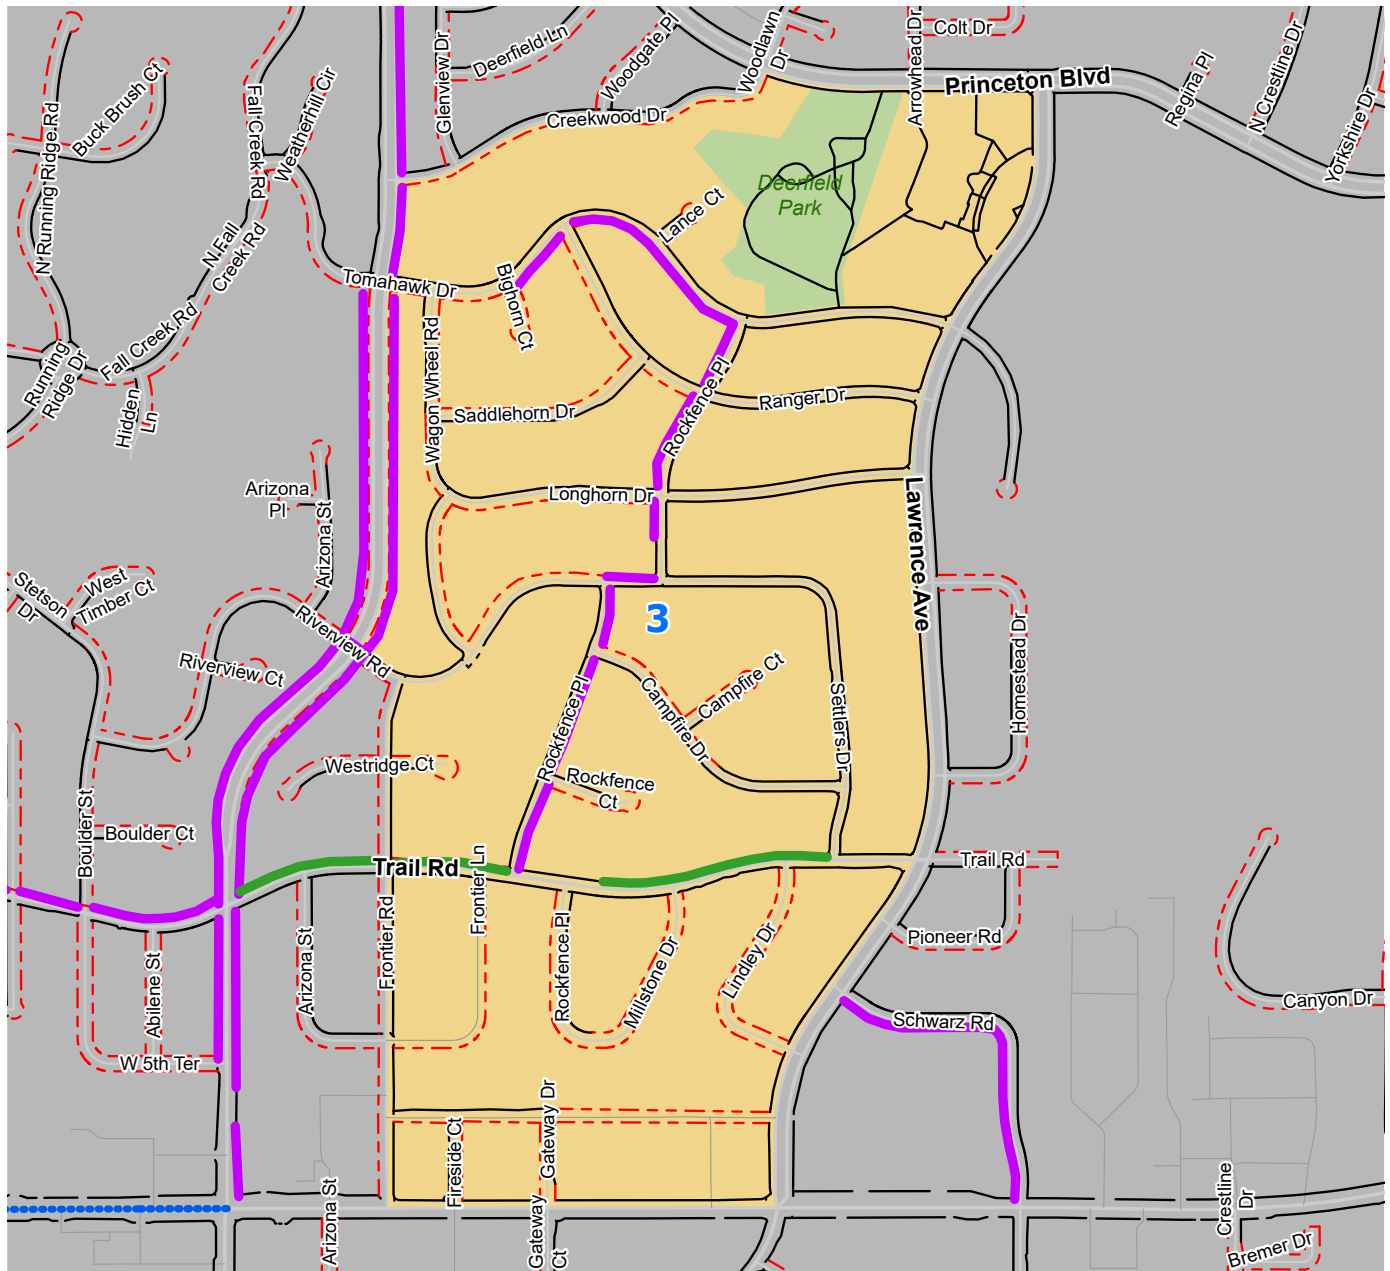 Colt Dr
Arrowhead Dr
Woodlawn
Dr
Woodgate Pl
Deerfield Ln
Glenview Dr
Princeton Blvd
Regina Pl
N Crestline Dr
Yorkshire Dr
Buck Brush Ct
Fall Creek Rd
Weatherhill Cir
N Running Ridge Rd
Creekwood Dr
Deerfield
Park
Lance Ct
N Fall
Creek Rd
Tomahawk Dr
Bighorn Ct
Fall Creek Rd
Running
Ridge Dr
Hidden
Ln
Wagon Wheel Rd
Saddlehorn Dr
Rockfence Pl
Ranger Dr
Longhorn Dr
Lawrence Ave
Arizona
Pl
Arizona St
West
Timber Ct
Stetson
Dr
Riverview Rd
Riverview Ct
3
Homestead Dr
Campfire Ct
Campfire Dr
Settlers Dr
Rockfence Pl
Rockfence
Ct
Westridge Ct
Boulder St
Boulder Ct
Trail Rd
Trail Rd
Frontier Ln
Frontier Rd
Arizona St
Abilene St
W 5th Ter
Rockfence Pl
Millstone Dr
Lindley Dr
Pioneer Rd
Schwarz Rd
Canyon Dr
Fireside Ct
Gateway Dr
Gateway
Ct
Arizona St
Crestline
Dr
Bremer Dr